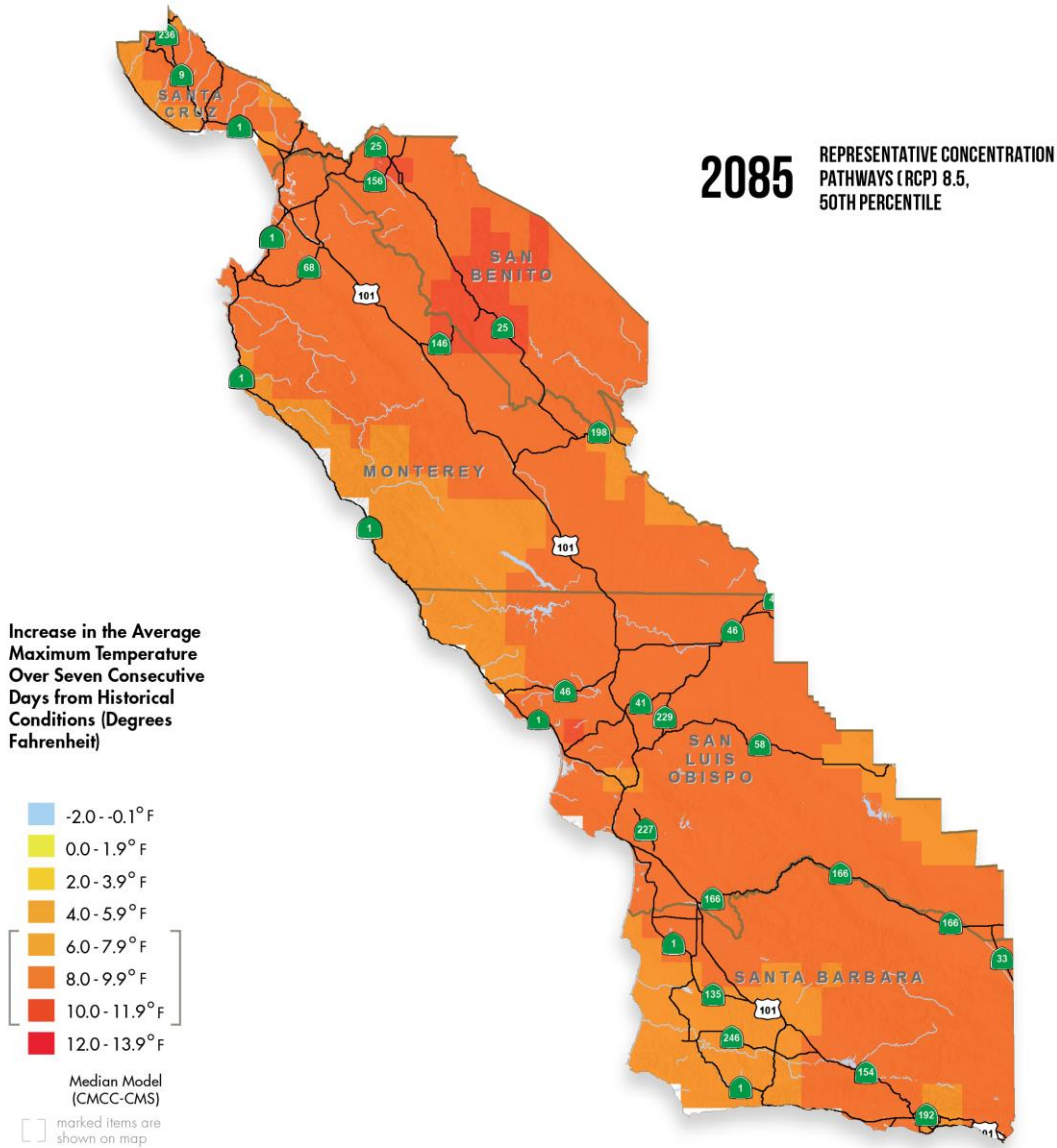 236
9
SANTA
CRUZ
1
25
156
2085
REPRESENTATIVE CONCENTRATION
PATHWAYS (RCP) 8.5,
50TH PERCENTILE
1
68
SAN
BENITO
101
25
146
1
198
MONTEREY
1
101
46
Increase in the Average
Maximum Temperature
Over Seven Consecutive
Days from Historical
Conditions (Degrees
Fahrenheit)
46
41
1
229
SAN
LUIS
OBISPO
58
-2.0 - -0.1° F
0.0 - 1.9° F
2.0 - 3.9° F
4.0 - 5.9° F
6.0 - 7.9° F
8.0 - 9.9° F
10.0 - 11.9° F
12.0 - 13.9° F
227
166
166
166
1
33
SANTA BARBARA
135
101
246
154
1
192
101
Median Model
(CMCC-CMS)
marked items are
shown on map